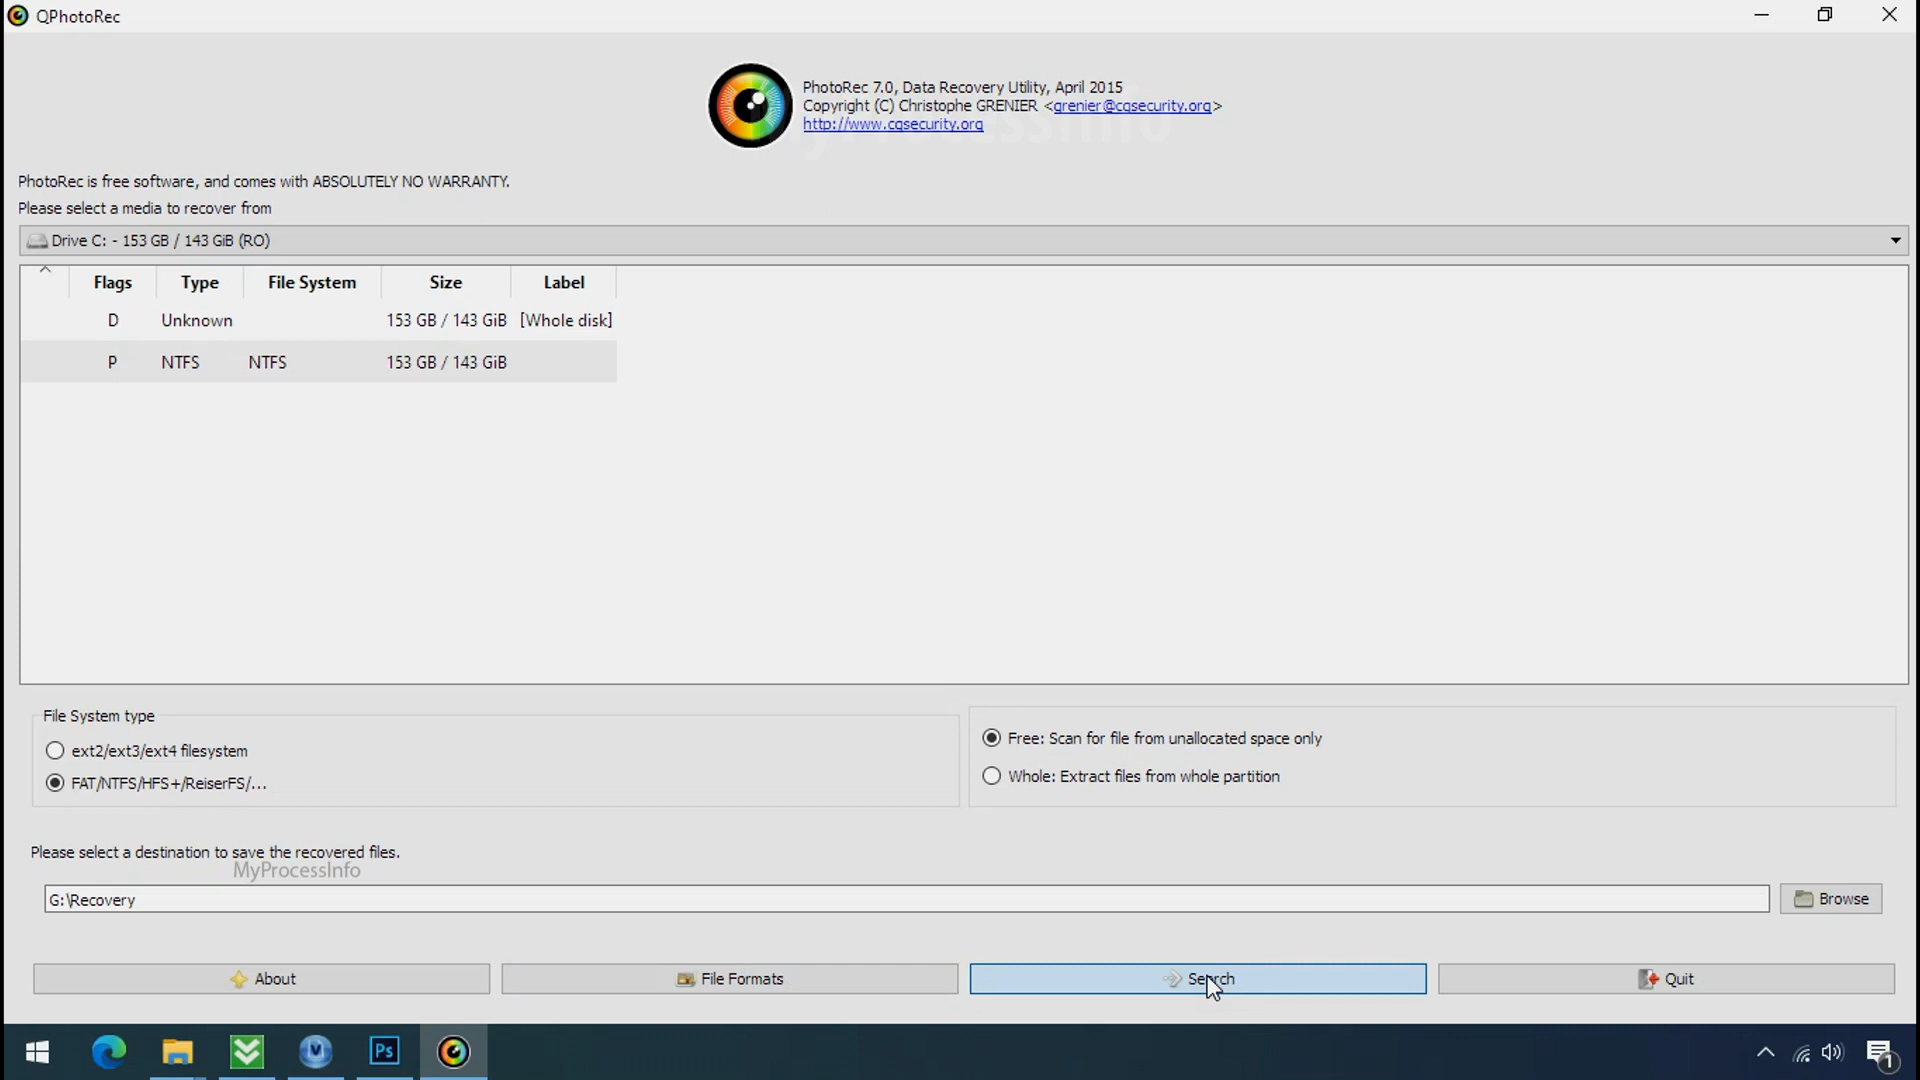 QPhotoRec
PhotoRec 7.0, Data Recovery Utility, April 2015
Copyright (C) Christophe GRENIER <grenier@cgsecurity.org>
http://www.cgsecurity.org
PhotoRec is free software, and comes with ABSOLUTELY NO WARRANTY.
Please select a media to recover from
Drive C: - 153 GB / 143 GiB (RO)
Flags Type File System Size Label
D Unknown 153 GB / 143 GiB [Whole disk]
P NTFS NTFS 153 GB / 143 GiB
File System type
ext2/ext3/ext4 filesystem
FAT/NTFS/HFS+/ReiserFS/...
Free: Scan for file from unallocated space only
Whole: Extract files from whole partition
Please select a destination to save the recovered files.
MyProcessInfo
G:\Recovery
Browse
About File Formats Search Quit
Ps
1